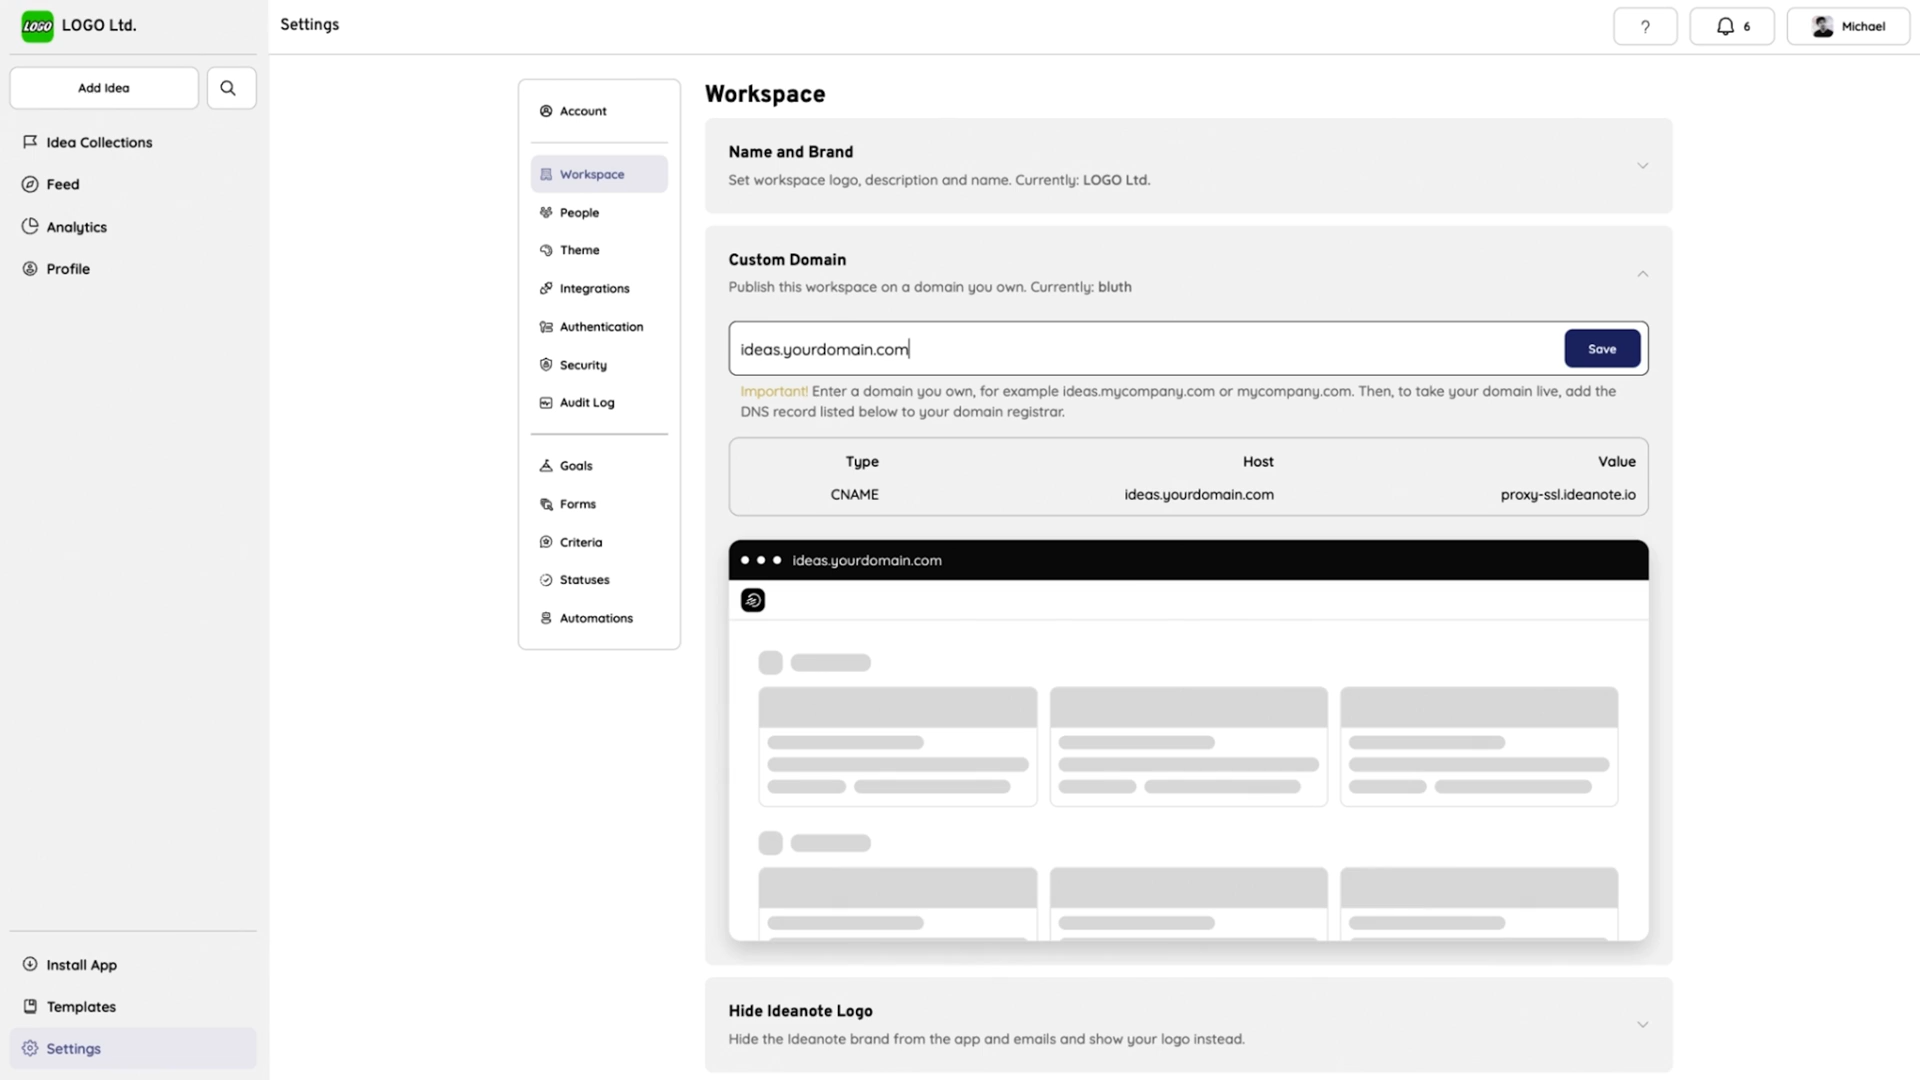 LOGO LOGO Ltd.
Settings
? 6 Michael
Add Idea
Idea Collections
Feed
Analytics
Profile
Install App
Templates
Settings
Account
Workspace
People
Theme
Integrations
Authentication
Security
Audit Log
Goals
Forms
Criteria
Statuses
Automations
Workspace
Name and Brand
Set workspace logo, description and name. Currently: LOGO Ltd.
Custom Domain
Publish this workspace on a domain you own. Currently: bluth
ideas.yourdomain.com Save
Important! Enter a domain you own, for example ideas.mycompany.com or mycompany.com. Then, to take your domain live, add the
DNS record listed below to your domain registrar.
Type Host Value
CNAME ideas.yourdomain.com proxy-ssl.ideanote.io
ideas.yourdomain.com
Hide Ideanote Logo
Hide the Ideanote brand from the app and emails and show your logo instead.